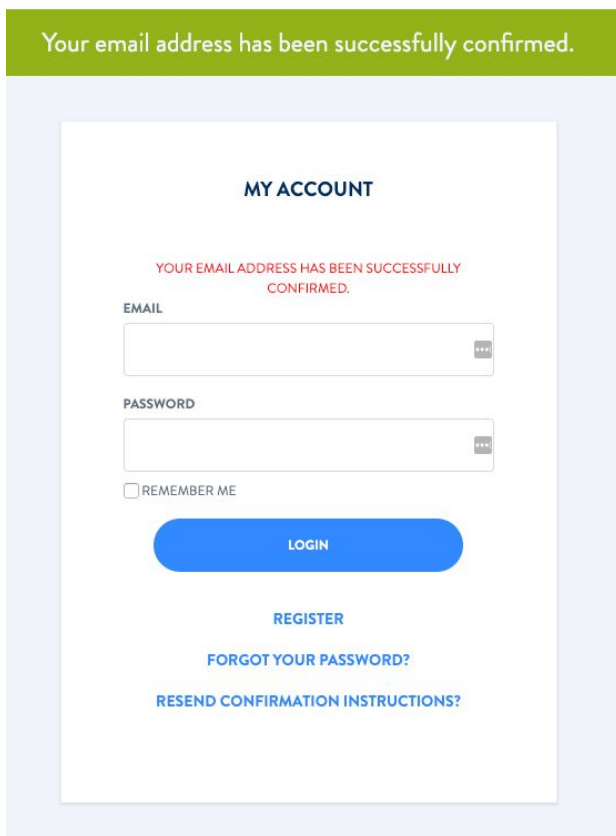 Your email address has been successfully confirmed.
MY ACCOUNT
YOUR EMAIL ADDRESS HAS BEEN SUCCESSFULLY
CONFIRMED.
EMAIL
PASSWORD
REMEMBER ME
LOGIN
REGISTER
FORGOT YOUR PASSWORD?
RESEND CONFIRMATION INSTRUCTIONS?